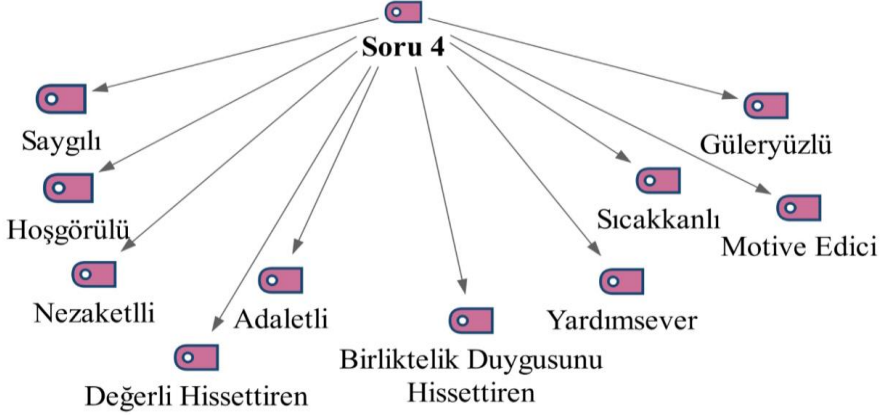 Soru 4
Saygılı
Güleryüzlü
Hoşgörülü
Sıcakkanlı
Motive Edici
Nezaketlli
Adaletli
Yardımsever
Değerli Hissettiren
Birliktelik Duygusunu
Hissettiren